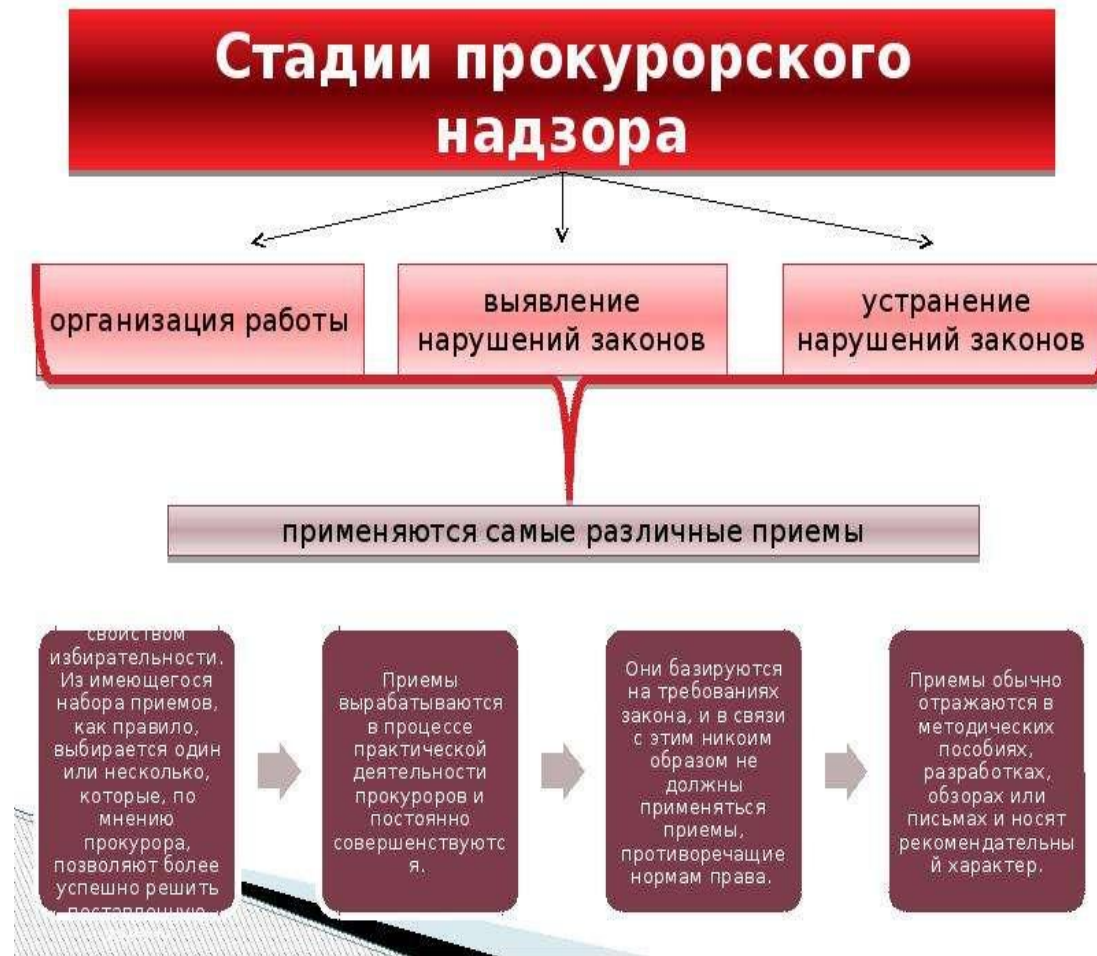 Стадии прокурорского
надзора
организация работы
выявление
нарушений законов
устранение
нарушений законов
применяются самые различные приемы
свойством
избирательности.
Из имеющегося
набора приемов,
как правило,
выбирается один
или несколько,
которые, по
мнению
прокурора,
позволяют более
успешно решить
поставленную
Приемы
вырабатываются
в процессе
практической
деятельности
прокуроров и
постоянно
совершенствуютс
я.
Они базируются
на требованиях
закона, и в связи
с этим никоим
образом не
должны
применяться
приемы,
противоречащие
нормам права.
Приемы обычно
отражаются в
методических
пособиях,
разработках,
обзорах или
письмах и носят
рекомендательны
й характер.